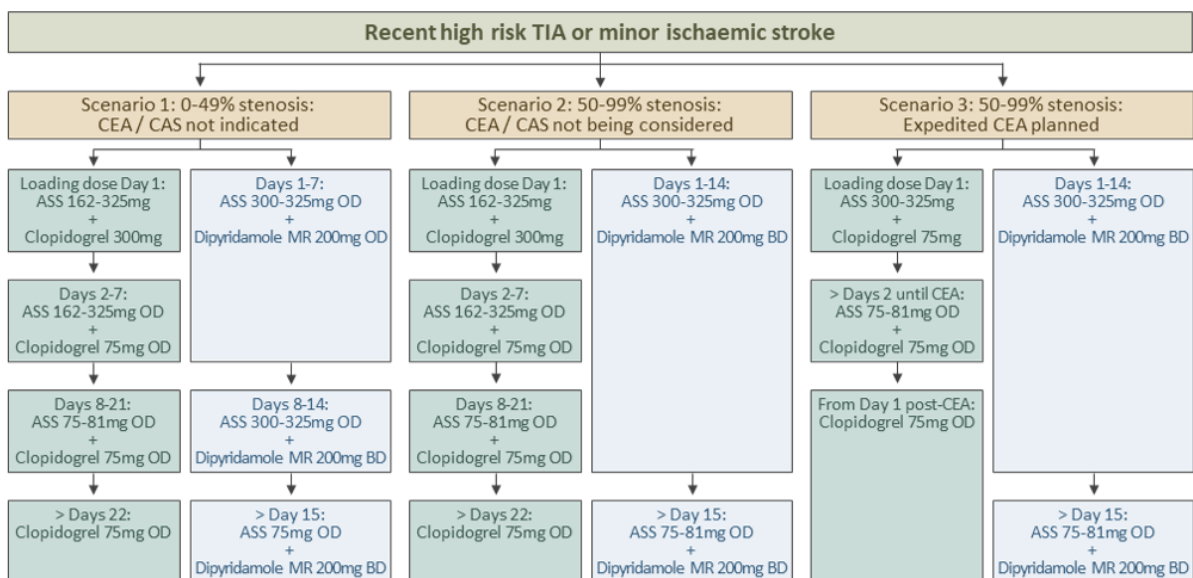 Recent high risk TIA or minor ischaemic stroke
Scenario 1: 0-49% stenosis:
CEA / CAS not indicated
Scenario 2: 50-99% stenosis:
CEA / CAS not being considered
Scenario 3: 50-99% stenosis:
Expedited CEA planned
Loading dose Day 1:
ASS 162-325mg
+
Clopidogrel 300mg
Days 2-7:
ASS 162-325mg OD
+
Clopidogrel 75mg OD
Days 8-21:
ASS 75-81mg OD
+
Clopidogrel 75mg OD
> Days 22:
Clopidogrel 75mg OD
Days 1-7:
ASS 300-325mg OD
+
Dipyridamole MR 200mg OD
Days 8-14:
ASS 300-325mg OD
+
Dipyridamole MR 200mg BD
> Day 15:
ASS 75mg OD
+
Dipyridamole MR 200mg BD
Loading dose Day 1:
ASS 162-325mg
+
Clopidogrel 300mg
Days 2-7:
ASS 162-325mg OD
+
Clopidogrel 75mg OD
Days 8-21:
ASS 75-81mg OD
+
Clopidogrel 75mg OD
> Days 22:
Clopidogrel 75mg OD
Days 1-14:
ASS 300-325mg OD
+
Dipyridamole MR 200mg BD
> Day 15:
ASS 75-81mg OD
+
Dipyridamole MR 200mg BD
Loading dose Day 1:
ASS 300-325mg
+
Clopidogrel 75mg
> Days 2 until CEA:
ASS 75-81mg OD
+
Clopidogrel 75mg OD
From Day 1 post-CEA:
Clopidogrel 75mg OD
Days 1-14:
ASS 300-325mg OD
+
Dipyridamole MR 200mg BD
> Day 15:
ASS 75-81mg OD
+
Dipyridamole MR 200mg BD